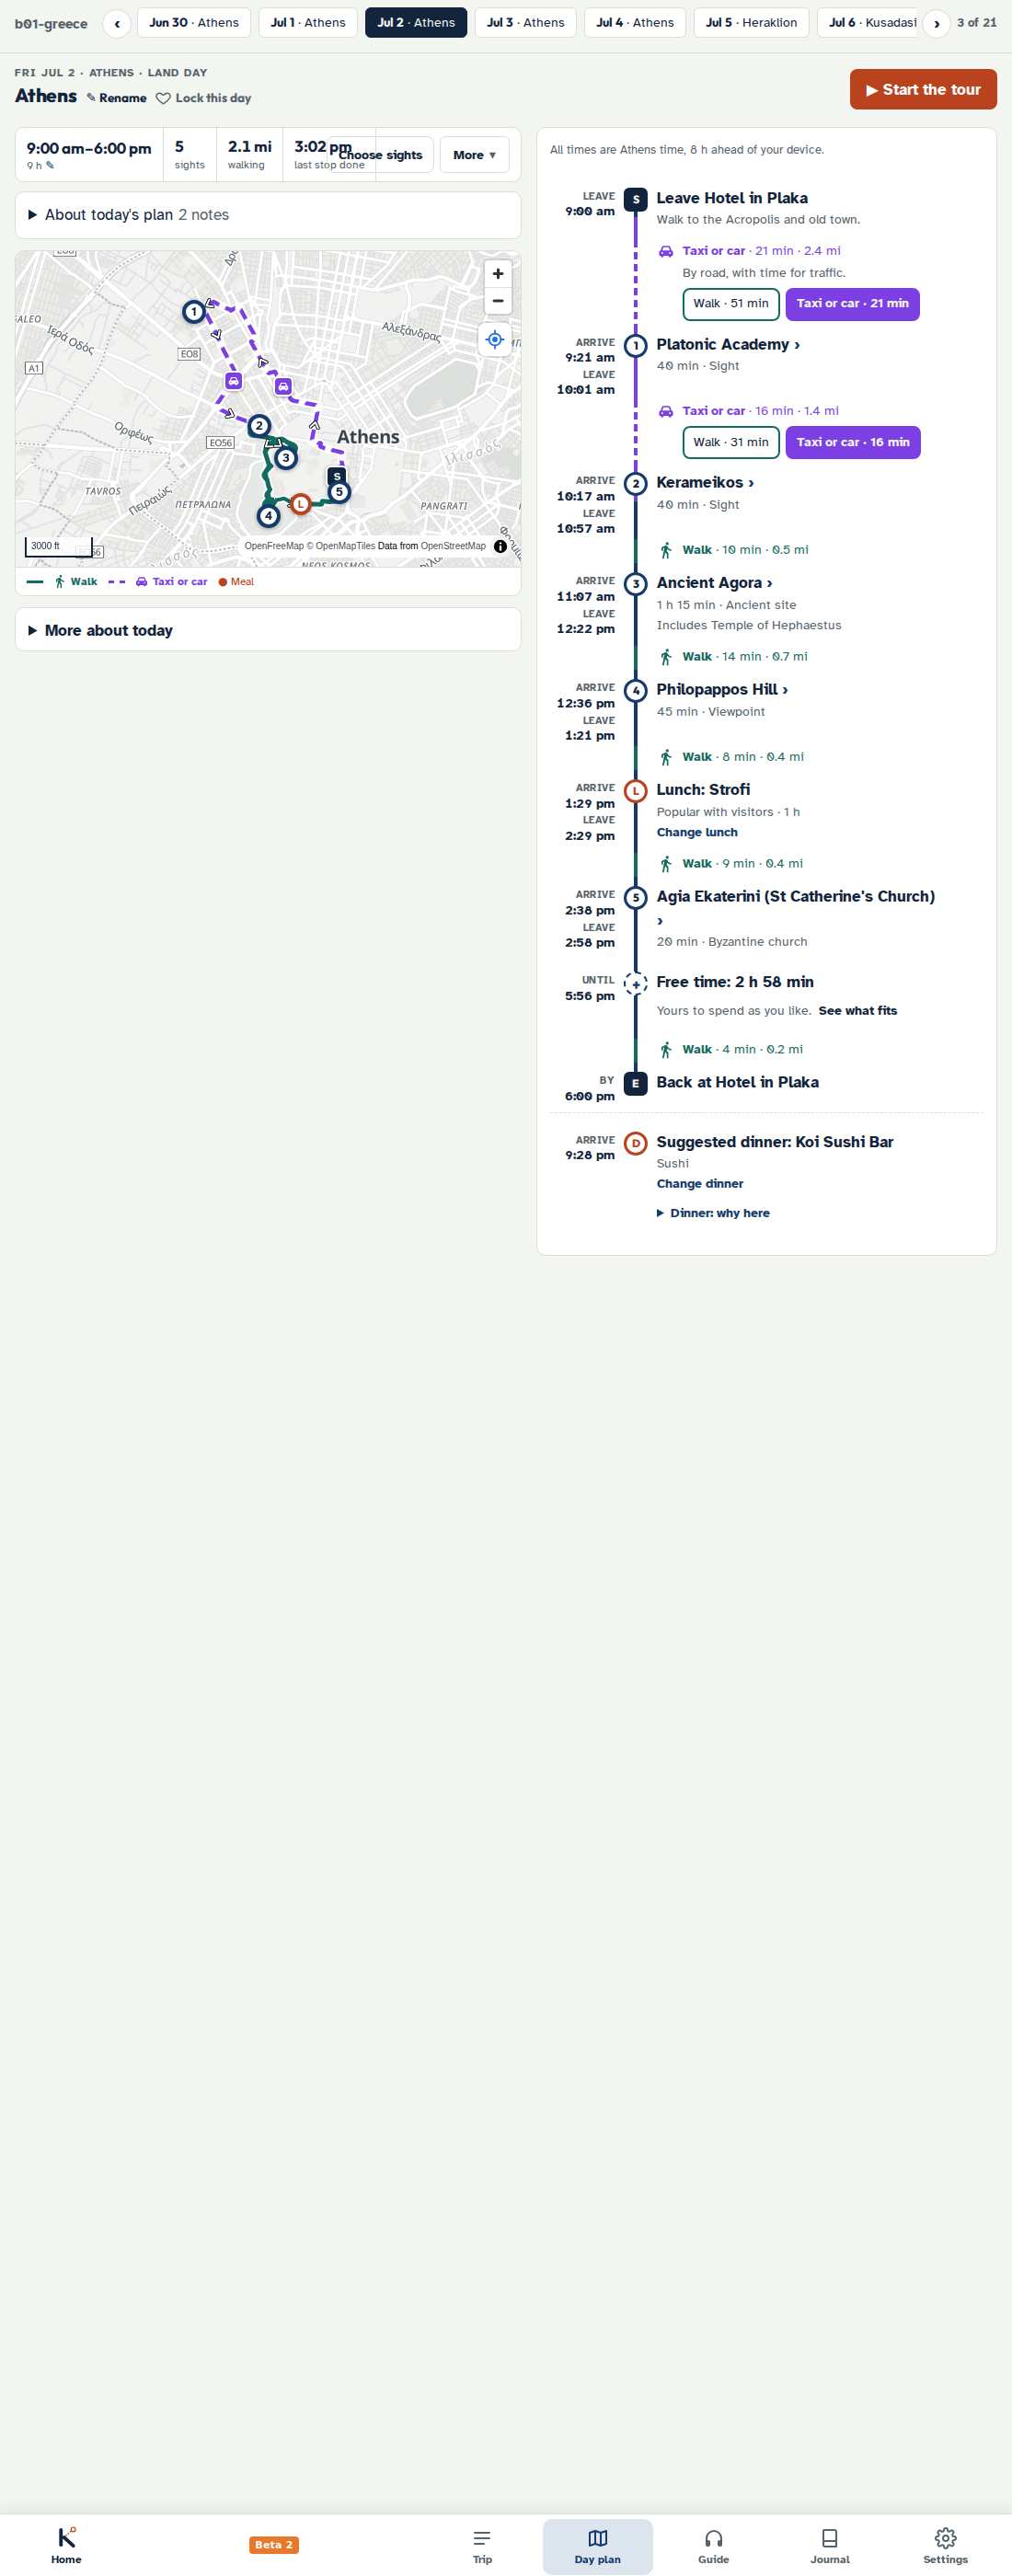 b01-greece
‹
Jun 30 · Athens
Jul 1 · Athens
Jul 2 · Athens
Jul 3 · Athens
Jul 4 · Athens
Jul 5 · Heraklion
Jul 6 · Kusadasi
›
3 of 21
FRI JUL 2 · ATHENS · LAND DAY
Athens ✎ Rename Lock this day
▶ Start the tour
9:00 am–6:00 pm
9 h ✎
5
sights
2.1 mi
walking
3:02 pm
last stop done
Choose sights
More ▼
▶ About today's plan 2 notes
1
2
3
S
5
4
L
ΕΟ8
Α1
ΕΟ56
Ιερά Οδός
Αλεξάνδρας
Ορφέως
Πειραιώς
Athens
Ιλισσός
TAVROS
ΠΕΤΡΑΛΩΝΑ
PANGRATI
NEOS KOSMOS
+
−
3000 ft
OpenFreeMap © OpenMapTiles Data from OpenStreetMap
Walk
Taxi or car
Meal
▶ More about today
All times are Athens time, 8 h ahead of your device.
LEAVE
9:00 am
S
Leave Hotel in Plaka
Walk to the Acropolis and old town.
Taxi or car · 21 min · 2.4 mi
By road, with time for traffic.
Walk · 51 min
Taxi or car · 21 min
ARRIVE
9:21 am
LEAVE
10:01 am
1
Platonic Academy ›
40 min · Sight
Taxi or car · 16 min · 1.4 mi
Walk · 31 min
Taxi or car · 16 min
ARRIVE
10:17 am
LEAVE
10:57 am
2
Kerameikos ›
40 min · Sight
Walk · 10 min · 0.5 mi
ARRIVE
11:07 am
LEAVE
12:22 pm
3
Ancient Agora ›
1 h 15 min · Ancient site
Includes Temple of Hephaestus
Walk · 14 min · 0.7 mi
ARRIVE
12:36 pm
LEAVE
1:21 pm
4
Philopappos Hill ›
45 min · Viewpoint
Walk · 8 min · 0.4 mi
ARRIVE
1:29 pm
LEAVE
2:29 pm
L
Lunch: Strofi
Popular with visitors · 1 h
Change lunch
Walk · 9 min · 0.4 mi
ARRIVE
2:38 pm
LEAVE
2:58 pm
5
Agia Ekaterini (St Catherine's Church)
›
20 min · Byzantine church
UNTIL
5:56 pm
+
Free time: 2 h 58 min
Yours to spend as you like. See what fits
Walk · 4 min · 0.2 mi
BY
6:00 pm
E
Back at Hotel in Plaka
ARRIVE
9:28 pm
D
Suggested dinner: Koi Sushi Bar
Sushi
Change dinner
▶ Dinner: why here
Home
Beta 2
Trip
Day plan
Guide
Journal
Settings